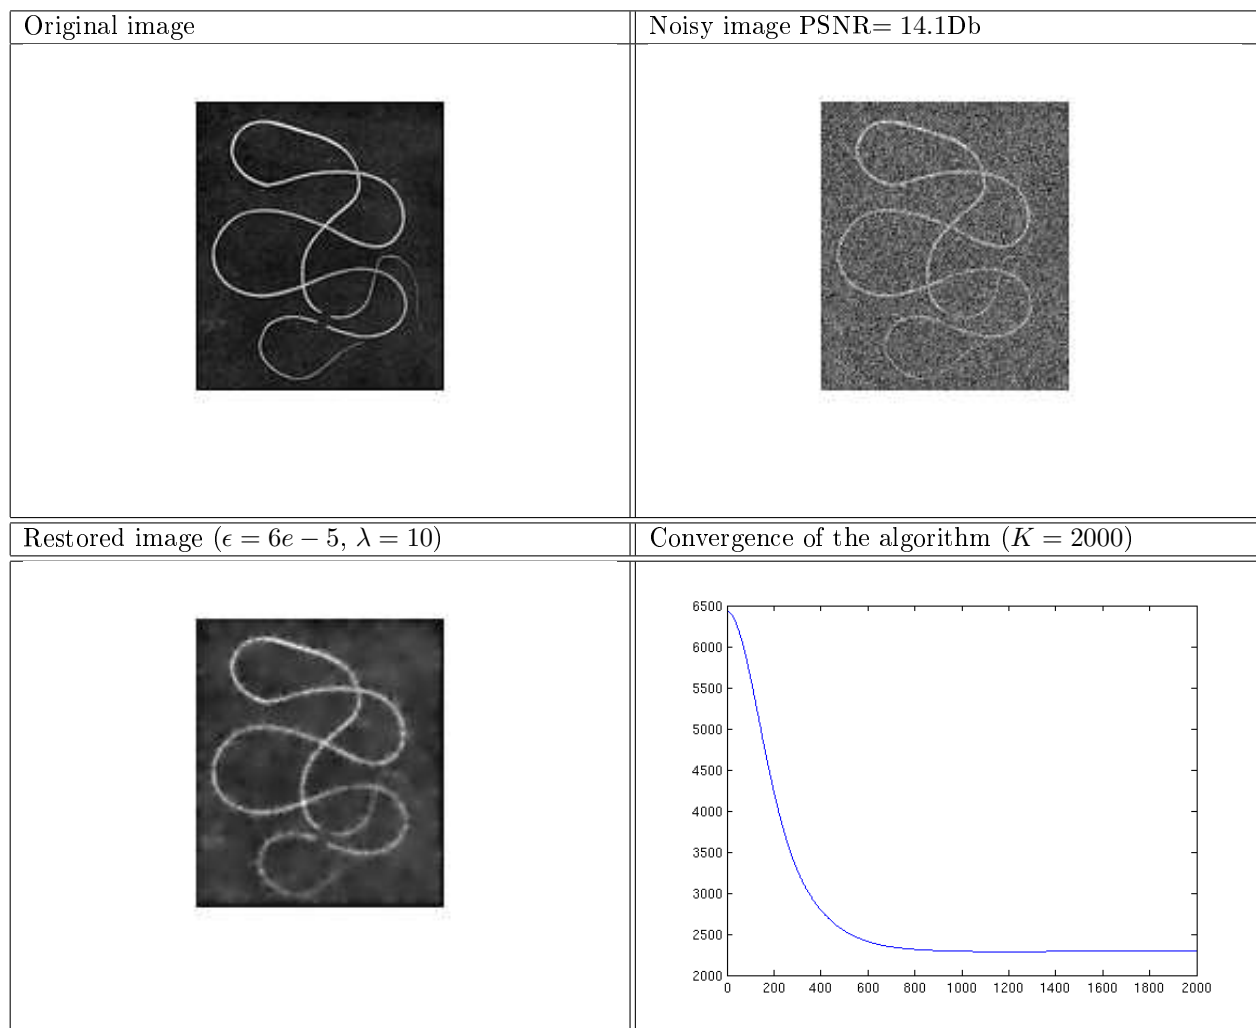 Original image
Noisy image PSNR= 14.1Db
Restored image (ϵ = 6e − 5, λ = 10)
Convergence of the algorithm (K = 2000)
6500
6000
5500
5000
4500
4000
3500
3000
2500
2000
0 200 400 600 800 1000 1200 1400 1600 1800 2000